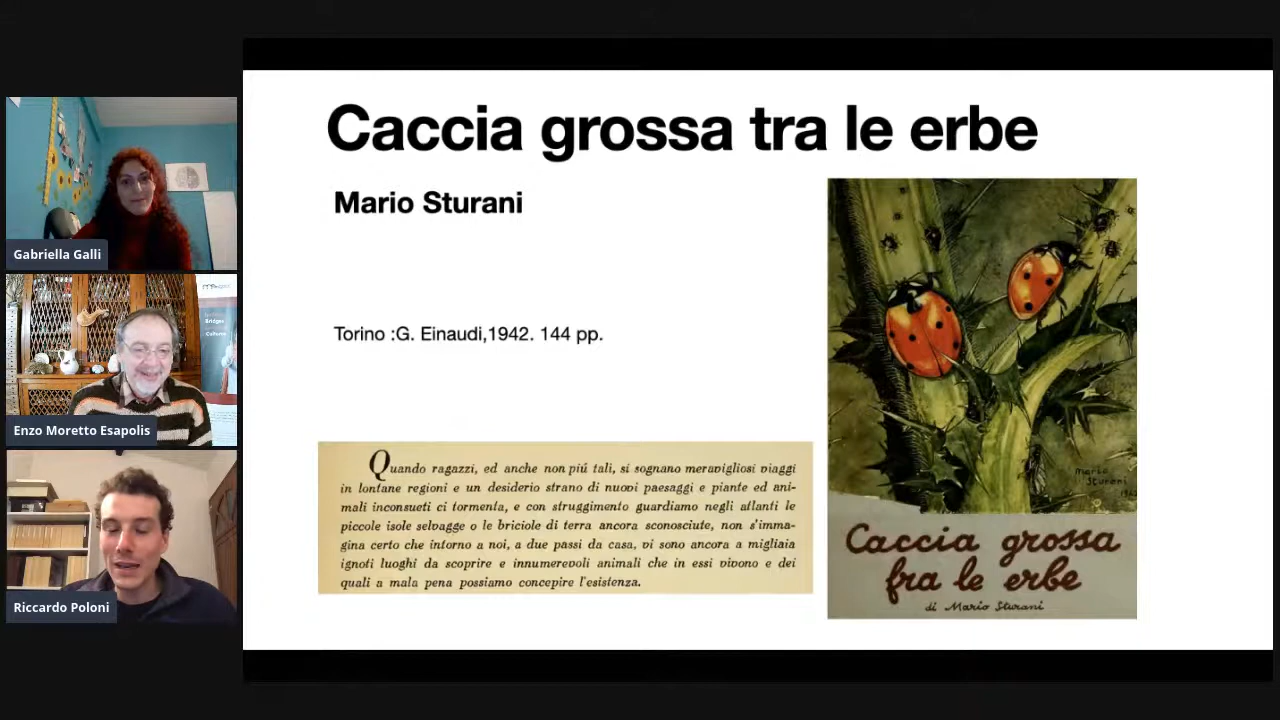 Caccia grossa tra le erbe
Mario Sturani
Torino :G. Einaudi,1942. 144 pp.
Quando ragazzi, ed anche non piú tali, si sognano meravigliosi viaggi
in lontane regioni e un desiderio strano di nuovi paesaggi e piante ed ani-
mali inconsueti ci tormenta, e con struggimento guardiamo negli atlanti le
piccole isole selvagge o le briciole di terra ancora sconosciute, non s'imma-
gina certo che intorno a noi, a due passi da casa, vi sono ancora a migliaia
ignoti luoghi da scoprire e innumerevoli animali che in essi vivono e dei
quali a mala pena possiamo concepire l'esistenza.
Mario
Sturani
Caccia grossa
fra le erbe
di Mario Sturani
Gabriella Galli
Enzo Moretto Esapolis
Riccardo Poloni